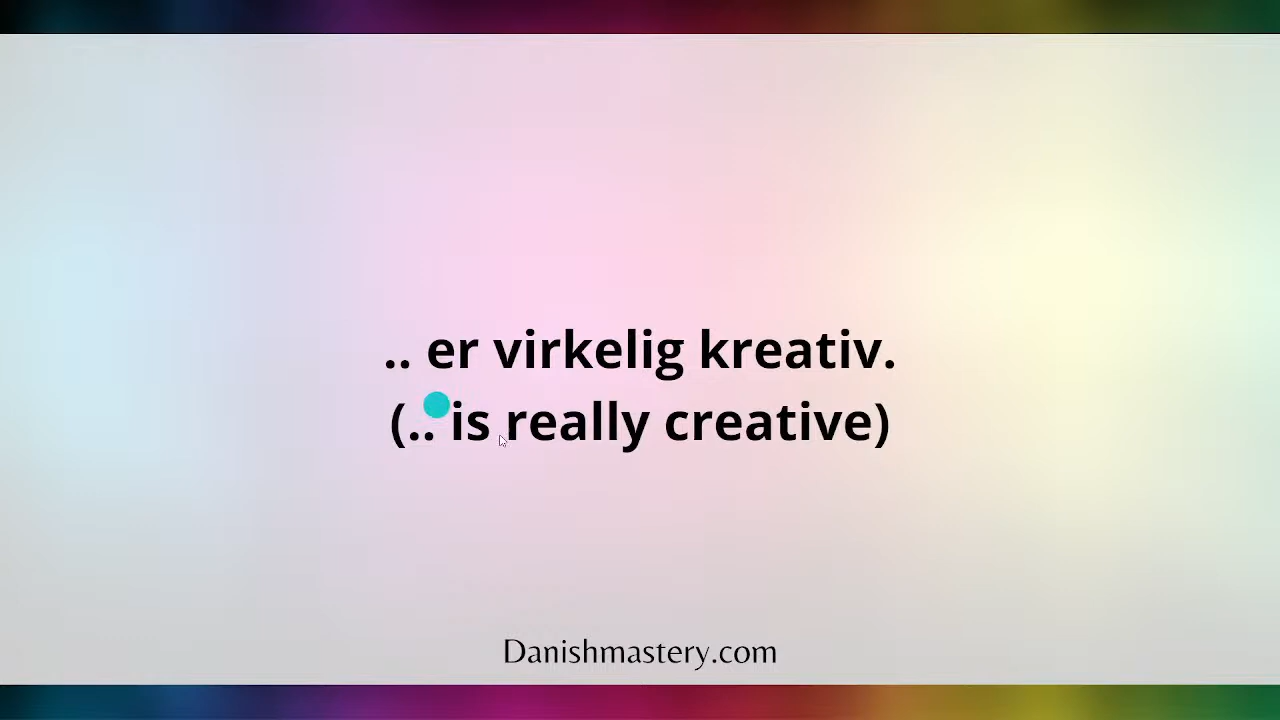 .. er virkelig kreativ.
(.. is really creative)
Danishmastery.com